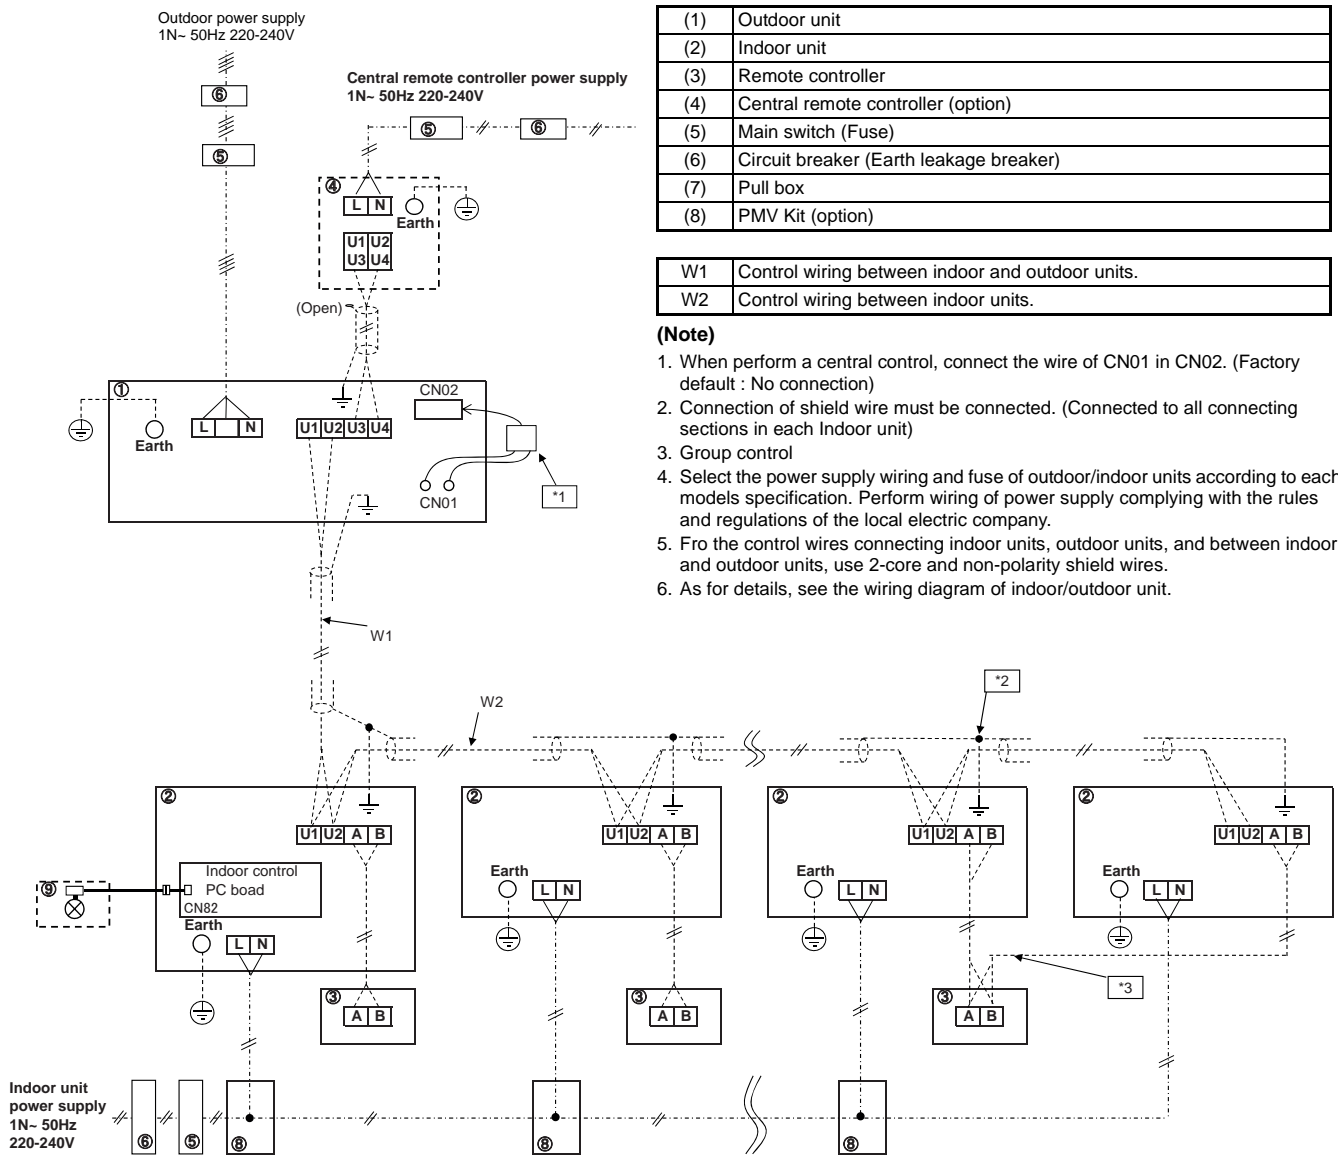 Outdoor power supply
1N~ 50Hz 220-240V
⑥
⑤
Central remote controller power supply
1N~ 50Hz 220-240V
⑤
⑥
④
L N
Earth
U1 U2
U3 U4
(Open)
(1) Outdoor unit
(2) Indoor unit
(3) Remote controller
(4) Central remote controller (option)
(5) Main switch (Fuse)
(6) Circuit breaker (Earth leakage breaker)
(7) Pull box
(8) PMV Kit (option)
W1 Control wiring between indoor and outdoor units.
W2 Control wiring between indoor units.
(Note)
1. When perform a central control, connect the wire of CN01 in CN02. (Factory
default : No connection)
2. Connection of shield wire must be connected. (Connected to all connecting
sections in each Indoor unit)
3. Group control
4. Select the power supply wiring and fuse of outdoor/indoor units according to each
models specification. Perform wiring of power supply complying with the rules
and regulations of the local electric company.
5. Fro the control wires connecting indoor units, outdoor units, and between indoor
and outdoor units, use 2-core and non-polarity shield wires.
6. As for details, see the wiring diagram of indoor/outdoor unit.
①
Earth
L N
U1 U2 U3 U4
CN02
CN01
*1
W1
W2
*2
②
U1 U2 A B
Indoor control
PC boad
CN82
Earth
L N
⑨
③
A B
②
U1 U2 A B
Earth
L N
③
A B
②
U1 U2 A B
Earth
L N
③
A B
*3
②
U1 U2 A B
Earth
L N
Indoor unit
power supply
1N~ 50Hz
220-240V
⑥
⑤
⑧
⑧
⑧